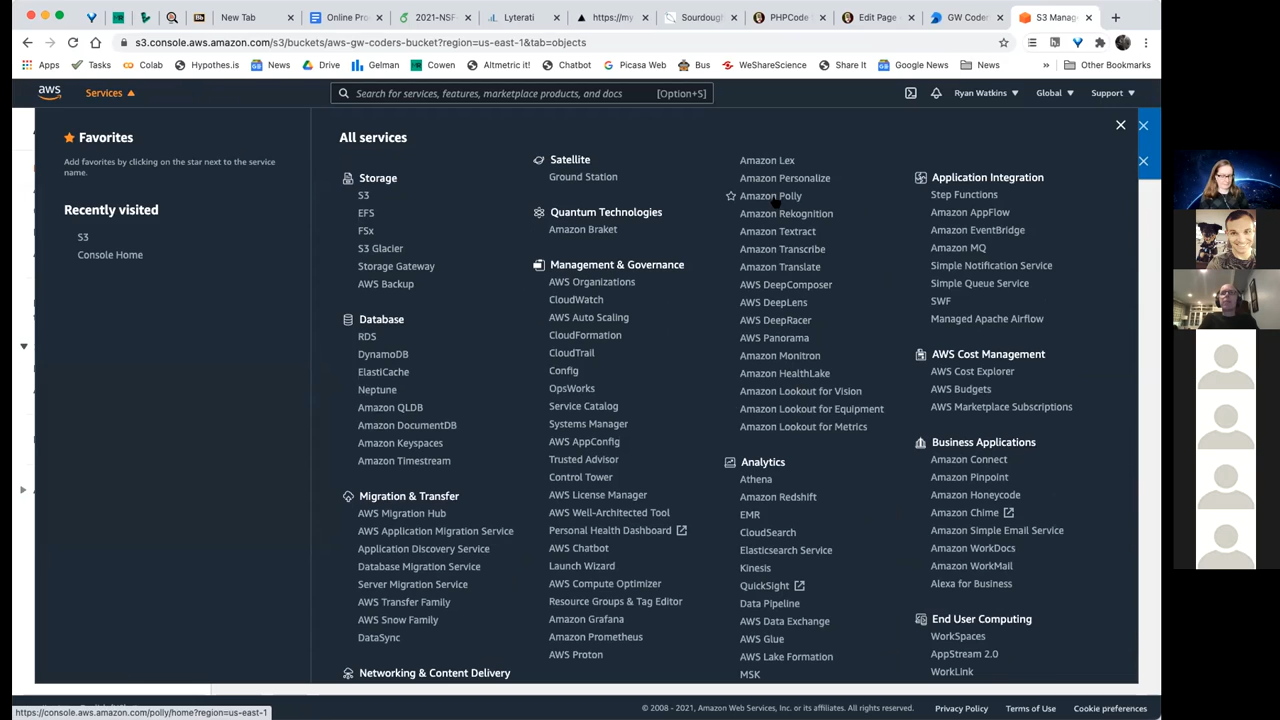 New Tab
Online Pro
2021-NSF-
Lyterati
https://my
Sourdough
PHPCode
Edit Page
GW Coders
S3 Manage
s3.console.aws.amazon.com/s3/buckets/aws-gw-coders-bucket?region=us-east-1&tab=objects
Apps
Tasks
Colab
Hypothes.is
News
Drive
Gelman
Cowen
Altmetric it!
Chatbot
Picasa Web
Bus
WeShareScience
Share It
Google News
News
Other Bookmarks
aws
Services
Search for services, features, marketplace products, and docs
[Option+S]
Ryan Watkins
Global
Support
Favorites
Add favorites by clicking on the star next to the service
name.
Recently visited
S3
Console Home
All services
Storage
S3
EFS
FSx
S3 Glacier
Storage Gateway
AWS Backup
Database
RDS
DynamoDB
ElastiCache
Neptune
Amazon QLDB
Amazon DocumentDB
Amazon Keyspaces
Amazon Timestream
Migration & Transfer
AWS Migration Hub
AWS Application Migration Service
Application Discovery Service
Database Migration Service
Server Migration Service
AWS Transfer Family
AWS Snow Family
DataSync
Networking & Content Delivery
Satellite
Ground Station
Quantum Technologies
Amazon Braket
Management & Governance
AWS Organizations
CloudWatch
AWS Auto Scaling
CloudFormation
CloudTrail
Config
OpsWorks
Service Catalog
Systems Manager
AWS AppConfig
Trusted Advisor
Control Tower
AWS License Manager
AWS Well-Architected Tool
Personal Health Dashboard
AWS Chatbot
Launch Wizard
AWS Compute Optimizer
Resource Groups & Tag Editor
Amazon Grafana
Amazon Prometheus
AWS Proton
Amazon Lex
Amazon Personalize
Amazon Polly
Amazon Rekognition
Amazon Textract
Amazon Transcribe
Amazon Translate
AWS DeepComposer
AWS DeepLens
AWS DeepRacer
AWS Panorama
Amazon Monitron
Amazon HealthLake
Amazon Lookout for Vision
Amazon Lookout for Equipment
Amazon Lookout for Metrics
Analytics
Athena
Amazon Redshift
EMR
CloudSearch
Elasticsearch Service
Kinesis
QuickSight
Data Pipeline
AWS Data Exchange
AWS Glue
AWS Lake Formation
MSK
Application Integration
Step Functions
Amazon AppFlow
Amazon EventBridge
Amazon MQ
Simple Notification Service
Simple Queue Service
SWF
Managed Apache Airflow
AWS Cost Management
AWS Cost Explorer
AWS Budgets
AWS Marketplace Subscriptions
Business Applications
Amazon Connect
Amazon Pinpoint
Amazon Honeycode
Amazon Chime
Amazon Simple Email Service
Amazon WorkDocs
Amazon WorkMail
Alexa for Business
End User Computing
WorkSpaces
AppStream 2.0
WorkLink
https://console.aws.amazon.com/polly/home?region=us-east-1
© 2008 - 2021, Amazon Web Services, Inc. or its affiliates. All rights reserved.
Privacy Policy
Terms of Use
Cookie preferences